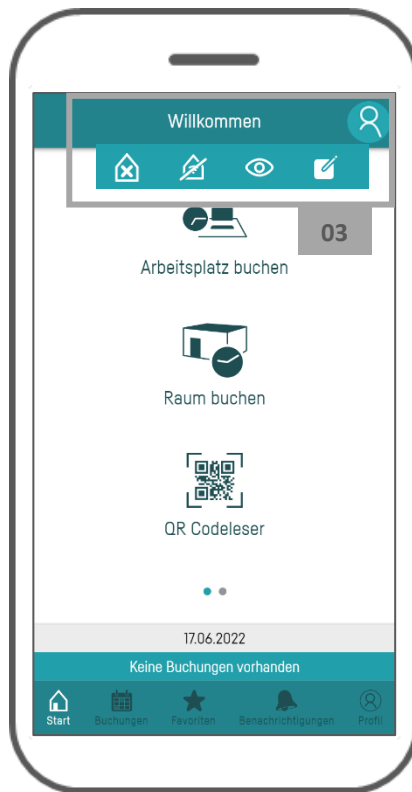 Willkommen
03
Arbeitsplatz buchen
Raum buchen
QR Codeleser
17.06.2022
Keine Buchungen vorhanden
Start Buchungen Favoriten Benachrichtigungen Profil